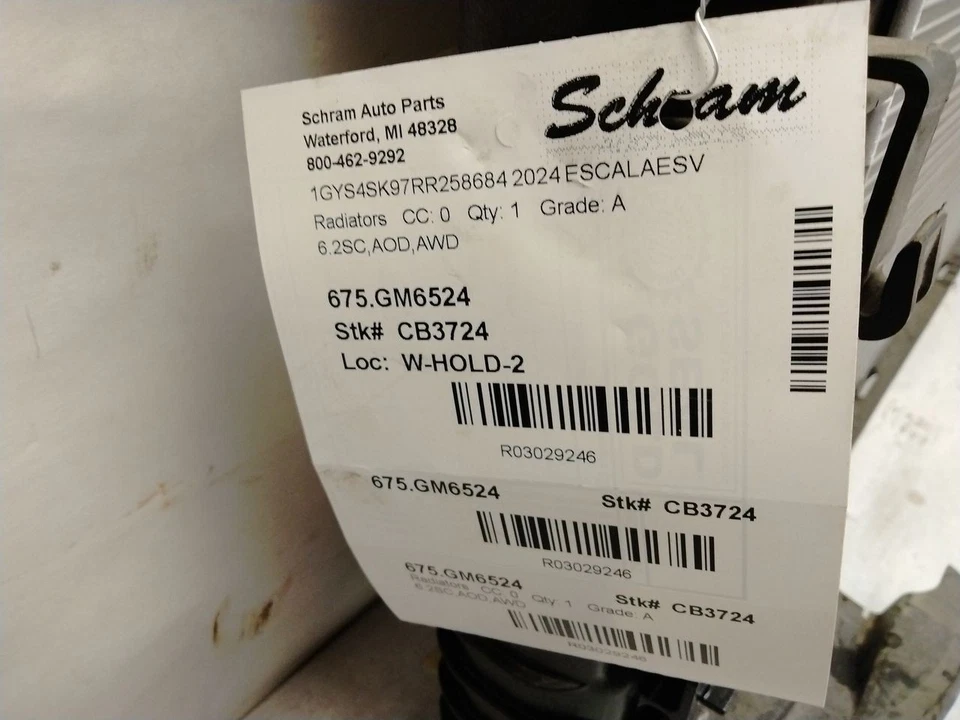 Schram
Schram Auto Parts
Waterford, MI 48328
800-462-9292
1GYS4SK97RR258684 2024 ESCALAESV
Radiators CC: 0 Qty: 1 Grade: A
6.2SC,AOD,AWD
675.GM6524
Stk# CB3724
Loc: W-HOLD-2
R03029246
675.GM6524 Stk# CB3724
R03029246
675.GM6524 Stk# CB3724
Radiators CC: 0 Qty: 1 Grade: A
6.2SC,AOD,AWD
R03029246